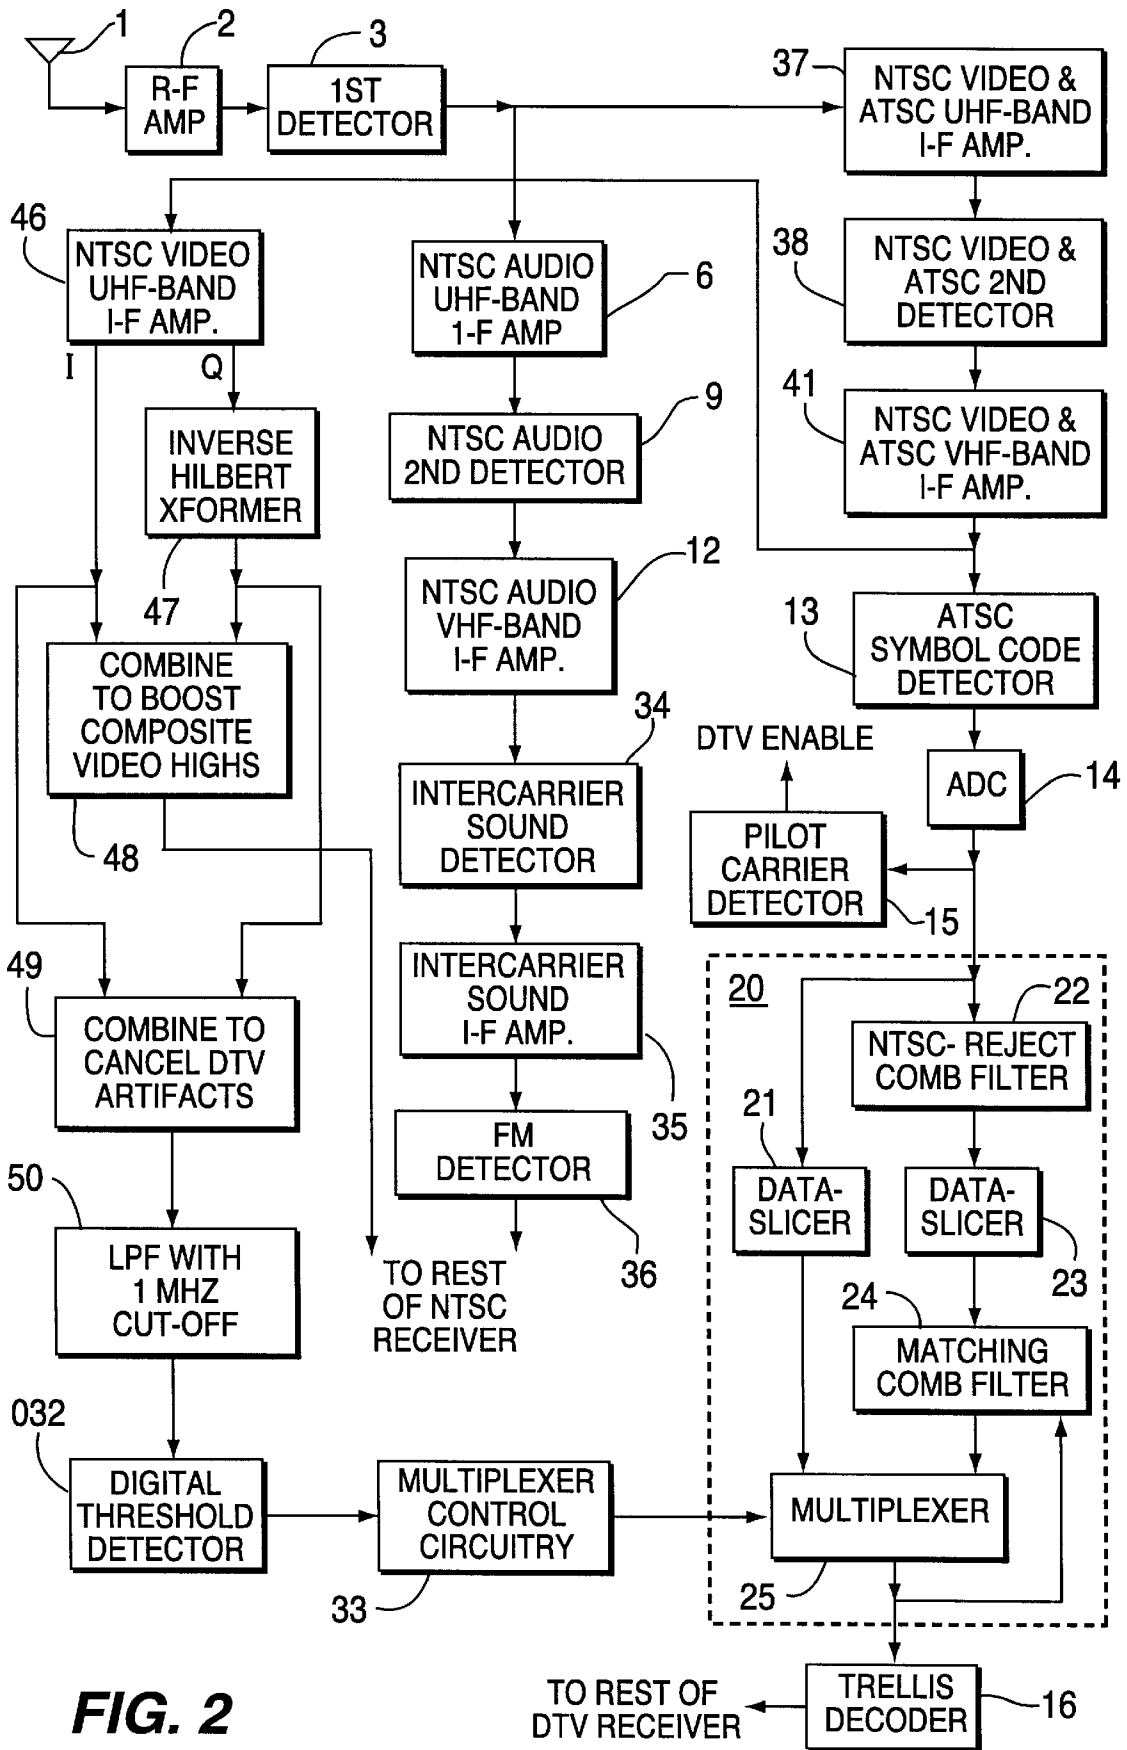 1
2
3
37
R-F
AMP
1ST
DETECTOR
NTSC VIDEO &
ATSC UHF-BAND
I-F AMP.
46
NTSC VIDEO
UHF-BAND
I-F AMP.
I
Q
NTSC AUDIO
UHF-BAND
1-F AMP
6
38
NTSC VIDEO &
ATSC 2ND
DETECTOR
INVERSE
HILBERT
XFORMER
47
NTSC AUDIO
2ND DETECTOR
9
41
NTSC VIDEO &
ATSC VHF-BAND
I-F AMP.
NTSC AUDIO
VHF-BAND
I-F AMP.
12
13
ATSC
SYMBOL CODE
DETECTOR
COMBINE
TO BOOST
COMPOSITE
VIDEO HIGHS
48
34
INTERCARRIER
SOUND
DETECTOR
DTV ENABLE
ADC
14
PILOT
CARRIER
DETECTOR
15
49
COMBINE TO
CANCEL DTV
ARTIFACTS
INTERCARRIER
SOUND
I-F AMP.
35
20
22
NTSC- REJECT
COMB FILTER
FM
DETECTOR
36
21
DATA-
SLICER
DATA-
SLICER
23
50
LPF WITH
1 MHZ
CUT-OFF
TO REST
OF NTSC
RECEIVER
24
MATCHING
COMB FILTER
032
DIGITAL
THRESHOLD
DETECTOR
MULTIPLEXER
CONTROL
CIRCUITRY
33
MULTIPLEXER
25
TO REST OF
DTV RECEIVER
TRELLIS
DECODER
16
FIG. 2